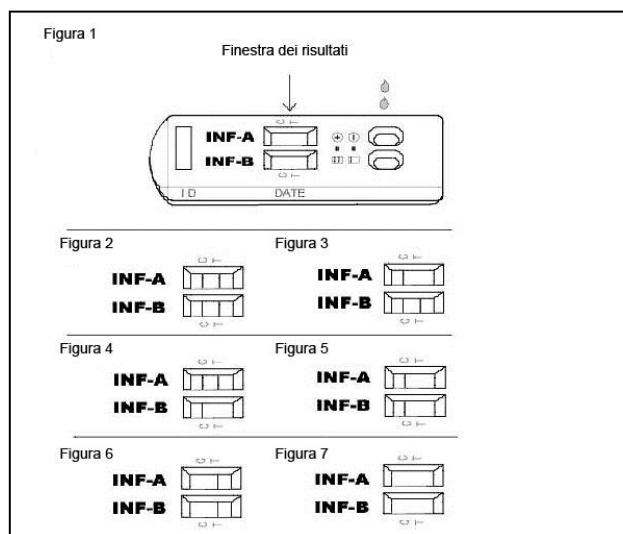 Figura 1
Finestra dei risultati
C T
INF-A
INF-B
C T
ID DATE
Figura 2 Figura 3
C T C T
INF-A INF-A
INF-B INF-B
C T C T
Figura 4 Figura 5
C T C T
INF-A INF-A
INF-B INF-B
C T C T
Figura 6 Figura 7
C T C T
INF-A INF-A
INF-B INF-B
C T C T